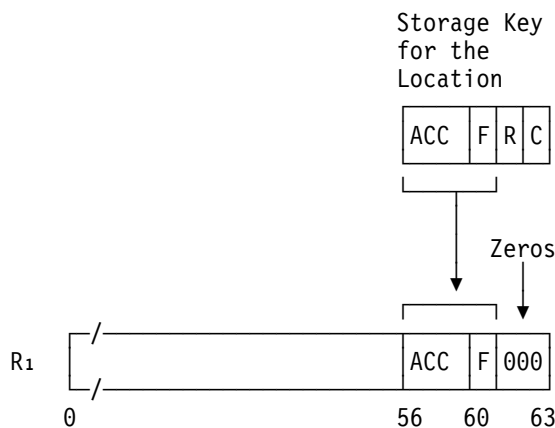 Storage Key
for the
Location
ACC F R C
Zeros
R₁ ACC F 000
0 56 60 63